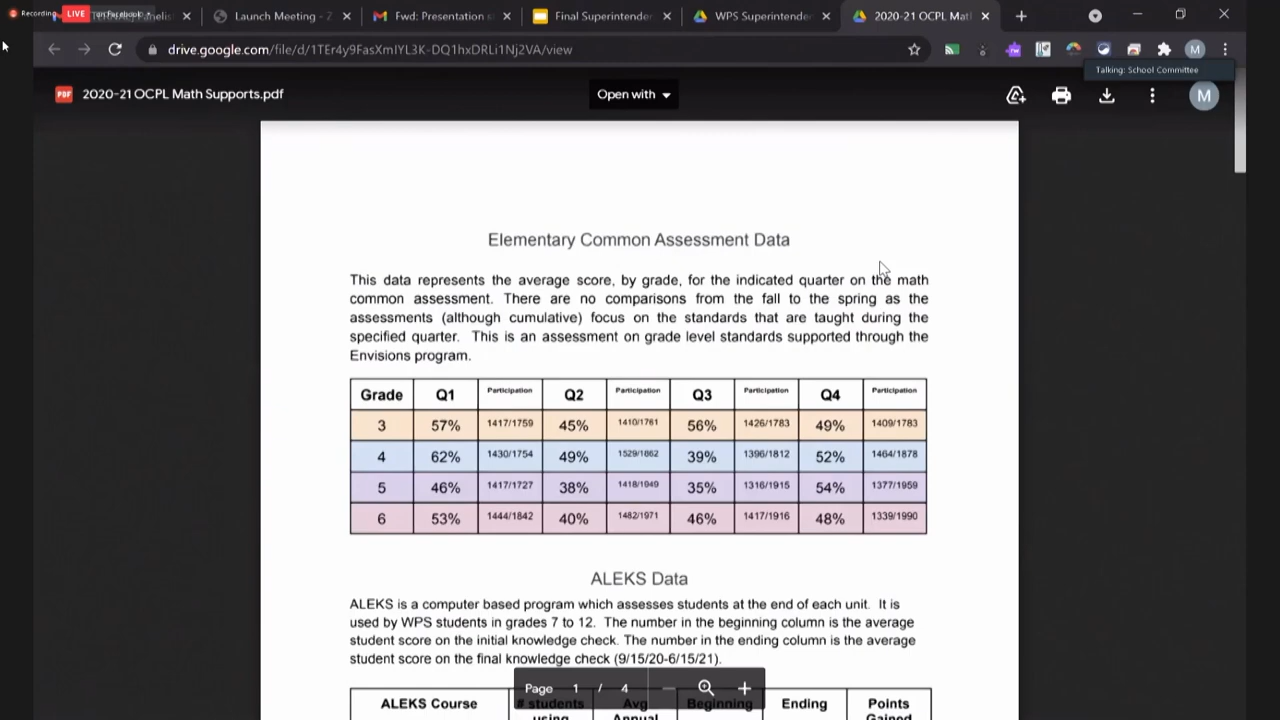 Recording LIVE on Facebook
Launch Meeting - Z
Fwd: Presentation s
Final Superintender
WPS Superintender
2020-21 OCPL Mat
drive.google.com/file/d/1TEr4y9FasXmIYL3K-DQ1hxDRLi1Nj2VA/view
Talking: School Committee
PDF 2020-21 OCPL Math Supports.pdf Open with M
Elementary Common Assessment Data
This data represents the average score, by grade, for the indicated quarter on the math
common assessment. There are no comparisons from the fall to the spring as the
assessments (although cumulative) focus on the standards that are taught during the
specified quarter. This is an assessment on grade level standards supported through the
Envisions program.
Grade Q1 Participation Q2 Participation Q3 Participation Q4 Participation
3 57% 1417/1759 45% 1410/1761 56% 1426/1783 49% 1409/1783
4 62% 1430/1754 49% 1529/1862 39% 1396/1812 52% 1464/1878
5 46% 1417/1727 38% 35% 1316/1915 54% 1377/1959
6 53% 1444/1842 40% 1482/1971 46% 1417/1916 48% 1339/1990
ALEKS Data
ALEKS is a computer based program which assesses students at the end of each unit. It is
used by WPS students in grades 7 to 12. The number in the beginning column is the average
student score on the initial knowledge check. The number in the ending column is the average
student score on the final knowledge check (9/15/20-6/15/21).
Page 1 / 4
ALEKS Course # students using Avg Annual Beginning Ending Points Gained